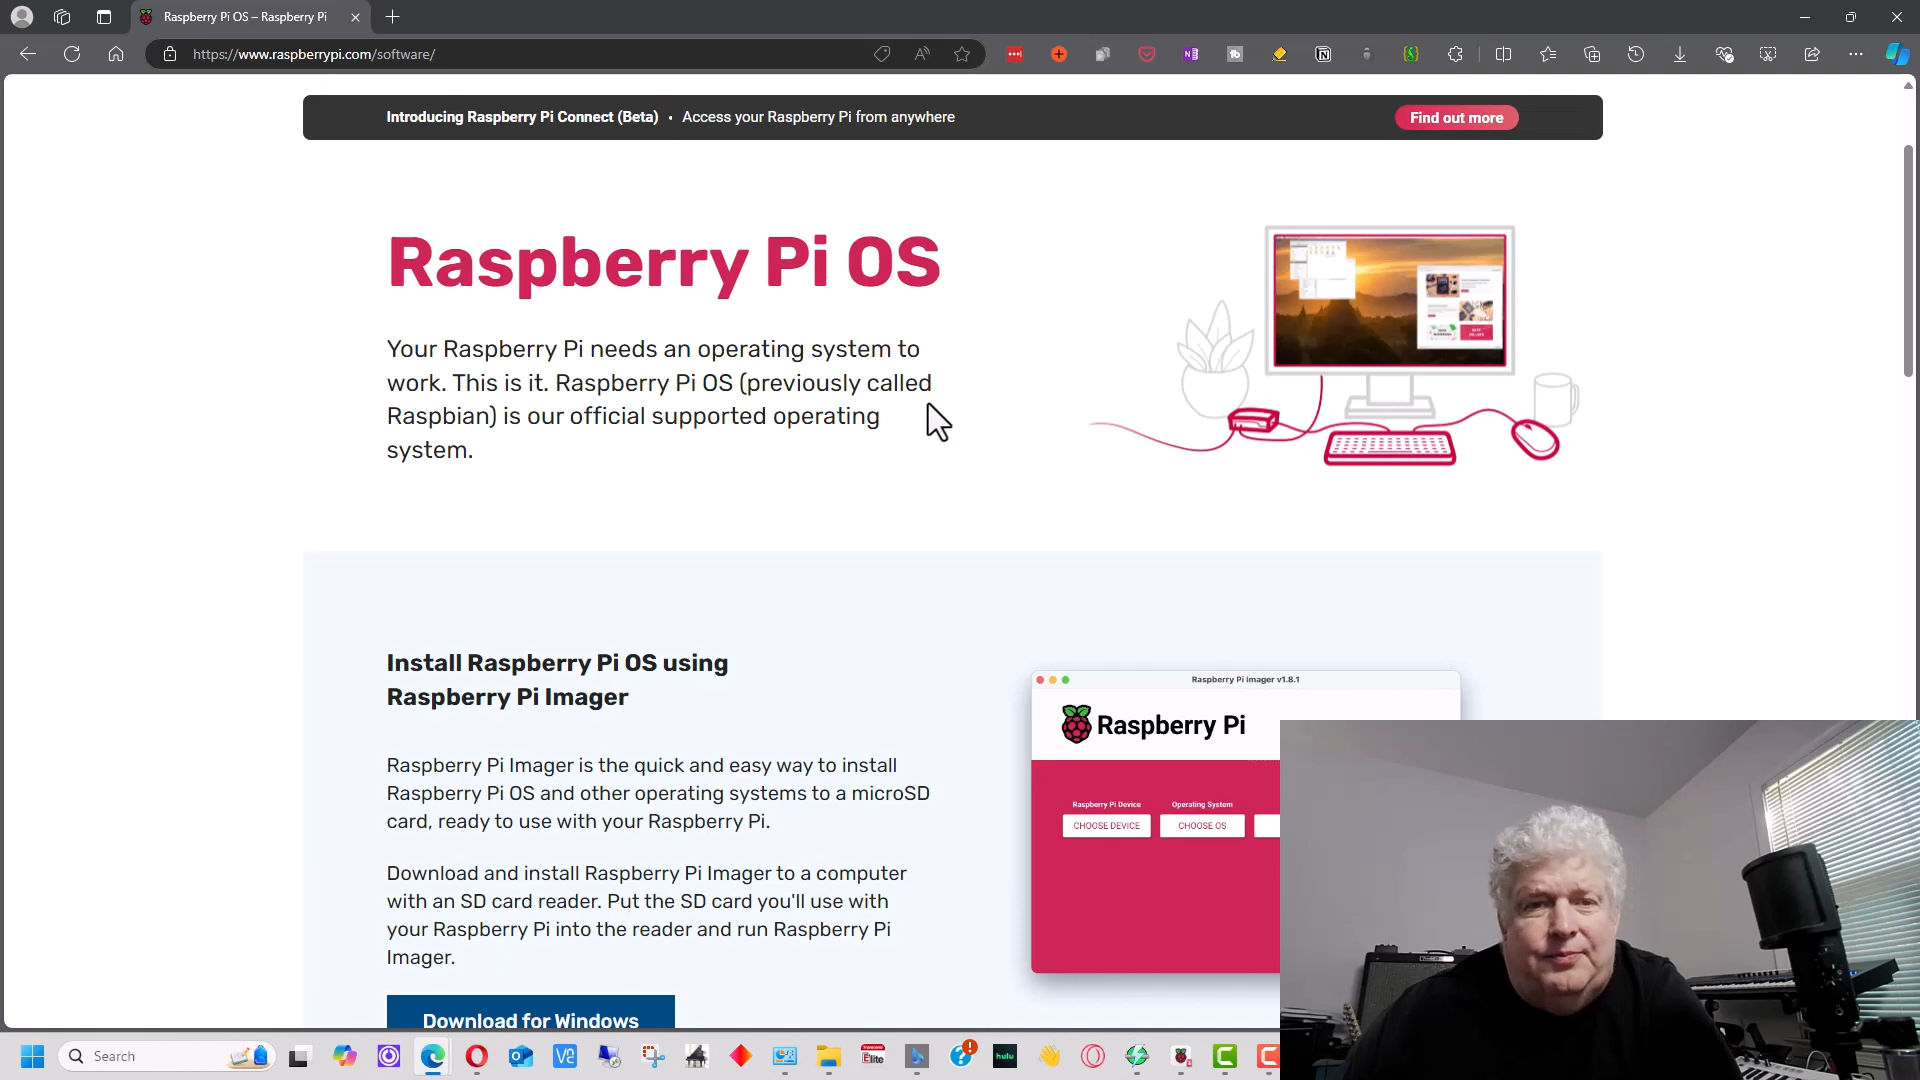 Raspberry Pi OS – Raspberry Pi
https://www.raspberrypi.com/software/
Introducing Raspberry Pi Connect (Beta) • Access your Raspberry Pi from anywhere
Find out more
Raspberry Pi OS
Your Raspberry Pi needs an operating system to
work. This is it. Raspberry Pi OS (previously called
Raspbian) is our official supported operating
system.
Install Raspberry Pi OS using
Raspberry Pi Imager
Raspberry Pi Imager is the quick and easy way to install
Raspberry Pi OS and other operating systems to a microSD
card, ready to use with your Raspberry Pi.
Download and install Raspberry Pi Imager to a computer
with an SD card reader. Put the SD card you'll use with
your Raspberry Pi into the reader and run Raspberry Pi
Imager.
Download for Windows
Raspberry Pi Imager v1.8.1
Raspberry Pi
Raspberry Pi Device
Operating System
CHOOSE DEVICE
CHOOSE OS
Search
Elite
hulu